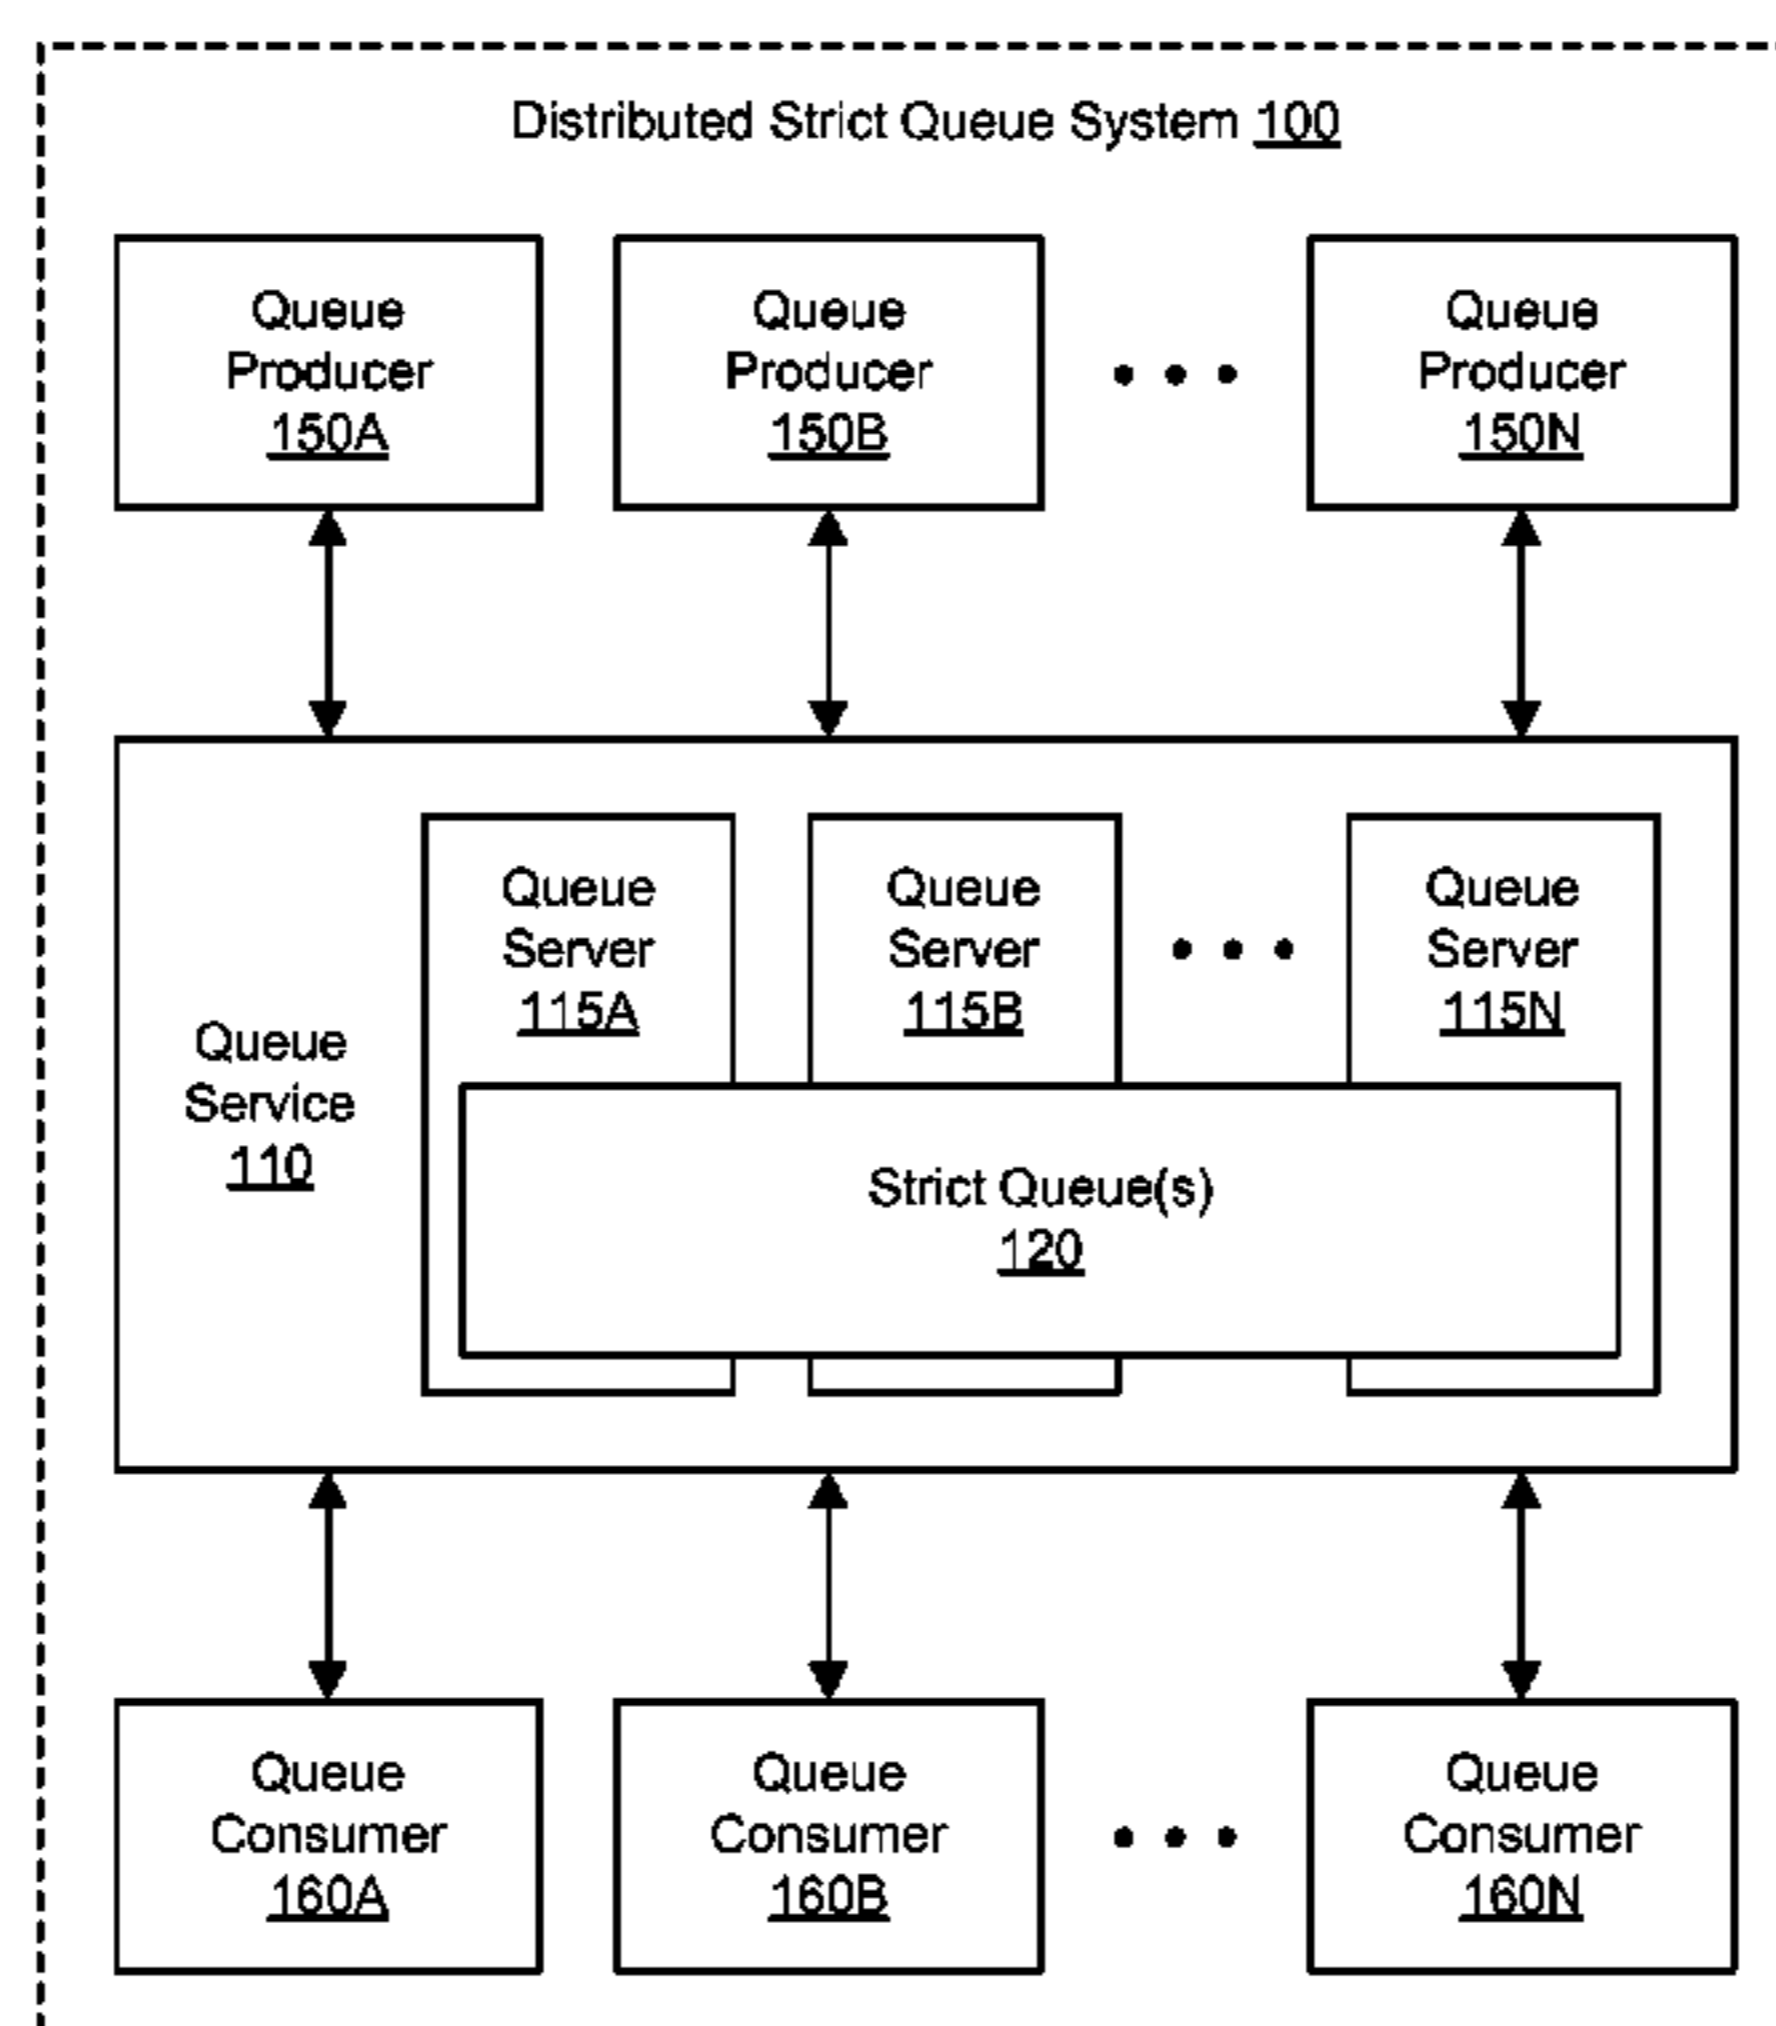 Distributed Strict Queue System 100
Queue
Producer
150A
Queue
Producer
150B
Queue
Producer
150N
Queue
Service
110
Queue
Server
115A
Queue
Server
115B
Queue
Server
115N
Strict Queue(s)
120
Queue
Consumer
160A
Queue
Consumer
160B
Queue
Consumer
160N